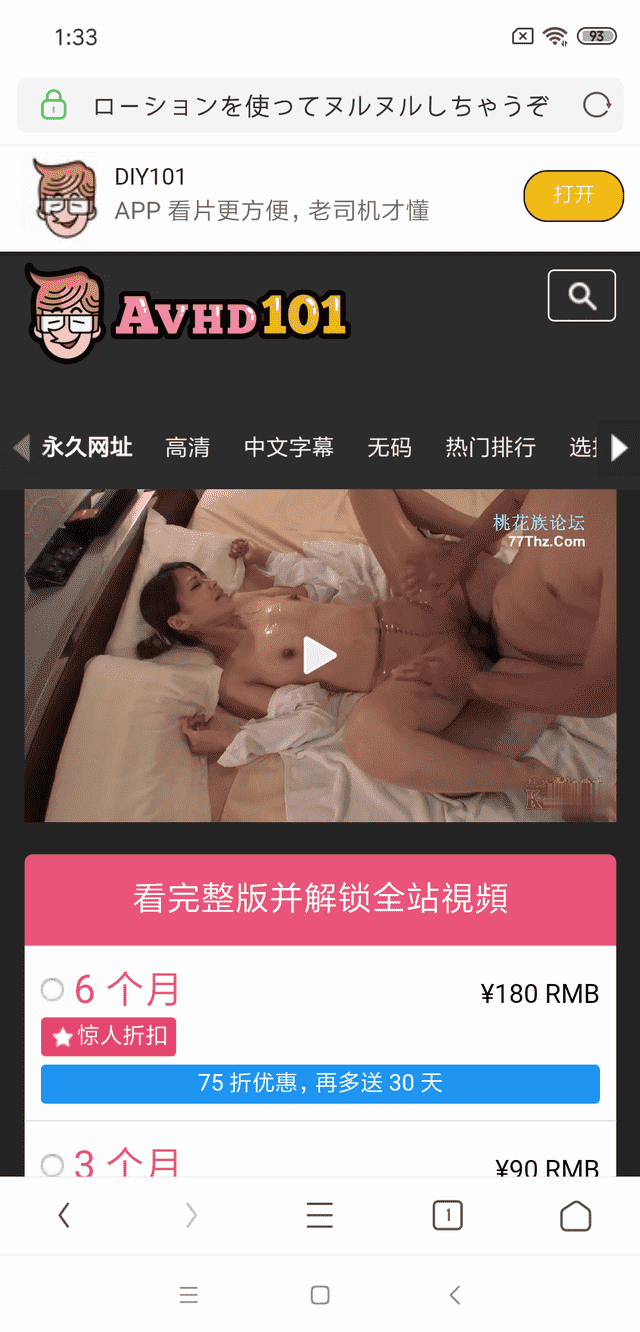 1:33
93
ローションを使ってヌルヌルしちゃうぞ
DIY101
APP 看片更方便，老司机才懂
打开
AVHD101
永久网址 高清 中文字幕 无码 热门排行
桃花族论坛
77Thz.Com
看完整版并解锁全站視頻
6 个月
¥180 RMB
惊人折扣
75 折优惠，再多送 30 天
3 个月
¥90 RMB
1